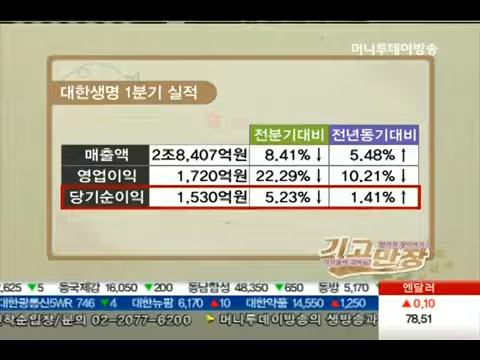 머니투데이방송
대한생명 1분기 실적
전분기대비 전년동기대비
매출액 2조8,407억원 8.41% ↓ 5.48% ↑
영업이익 1,720억원 22.29% ↓ 10.21% ↓
당기순이익 1,530억원 5.23% ↓ 1.41% ↑
기고만장
,625 ▼5 동국제강 16,050 ▼200 동남합성 48,350 ▼650 동방 5,170
대한광통신5WR 746 ▼4 대한뉴팜 6,170 ▲10 대한약품 14,550 ▲1,250
엔달러
▲0,10
78,51
착순입장/문의 02-2077-6200 ▶ 머니투데이방송의 생방송과